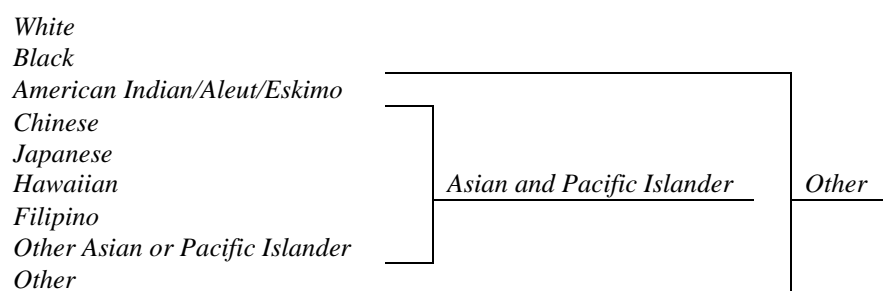 White
Black
American Indian/Aleut/Eskimo
Chinese
Japanese
Hawaiian Asian and Pacific Islander Other
Filipino
Other Asian or Pacific Islander
Other